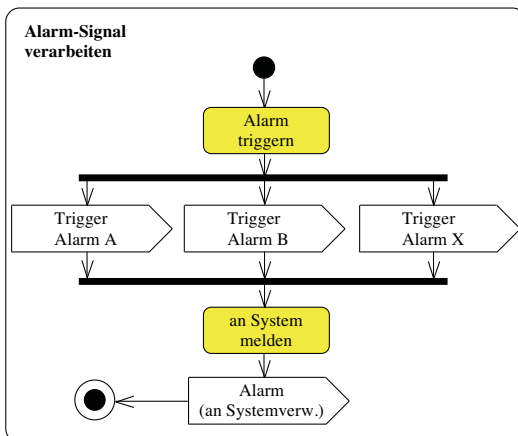 Alarm-Signal
verarbeiten
Alarm
triggern
Trigger
Alarm A
Trigger
Alarm B
Trigger
Alarm X
an System
melden
Alarm
(an Systemverw.)